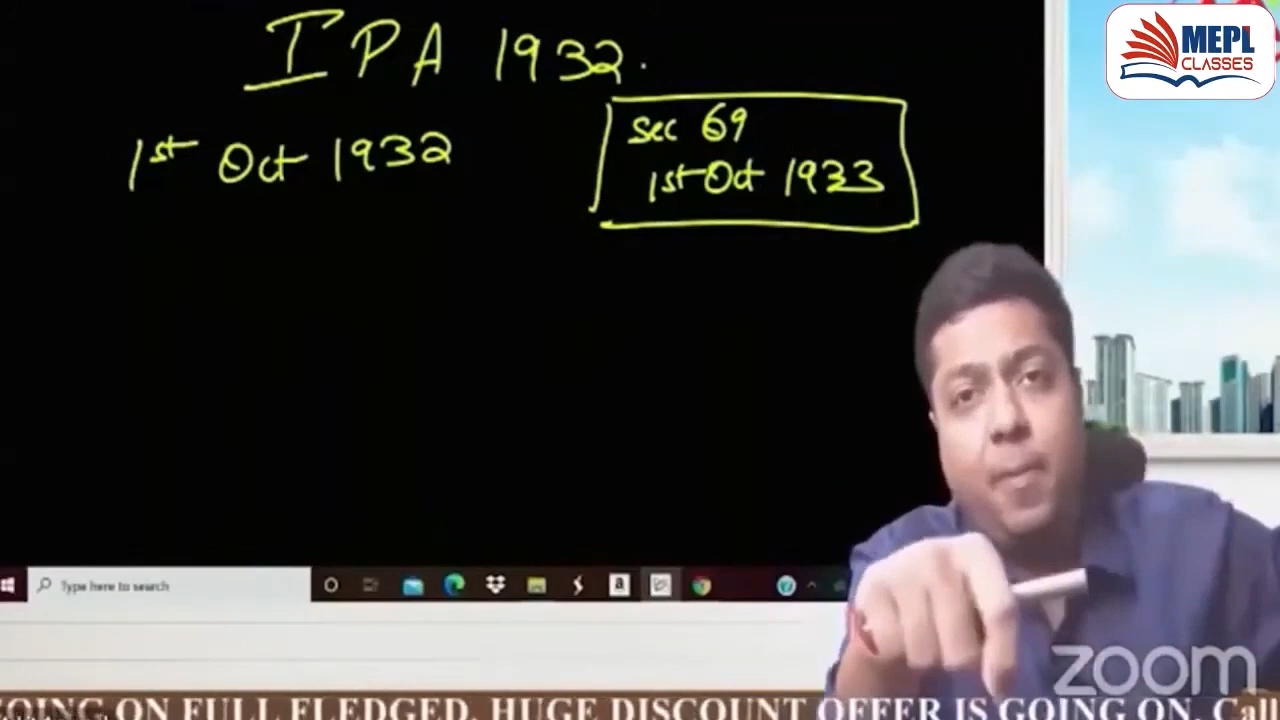 IPA 1932.
MEPL
CLASSES
sec 69
1st Oct 1933
1st Oct 1932
Type here to search
zoom
GOING ON FULL FLEDGED, HUGE DISCOUNT OFFER IS GOING ON. Call